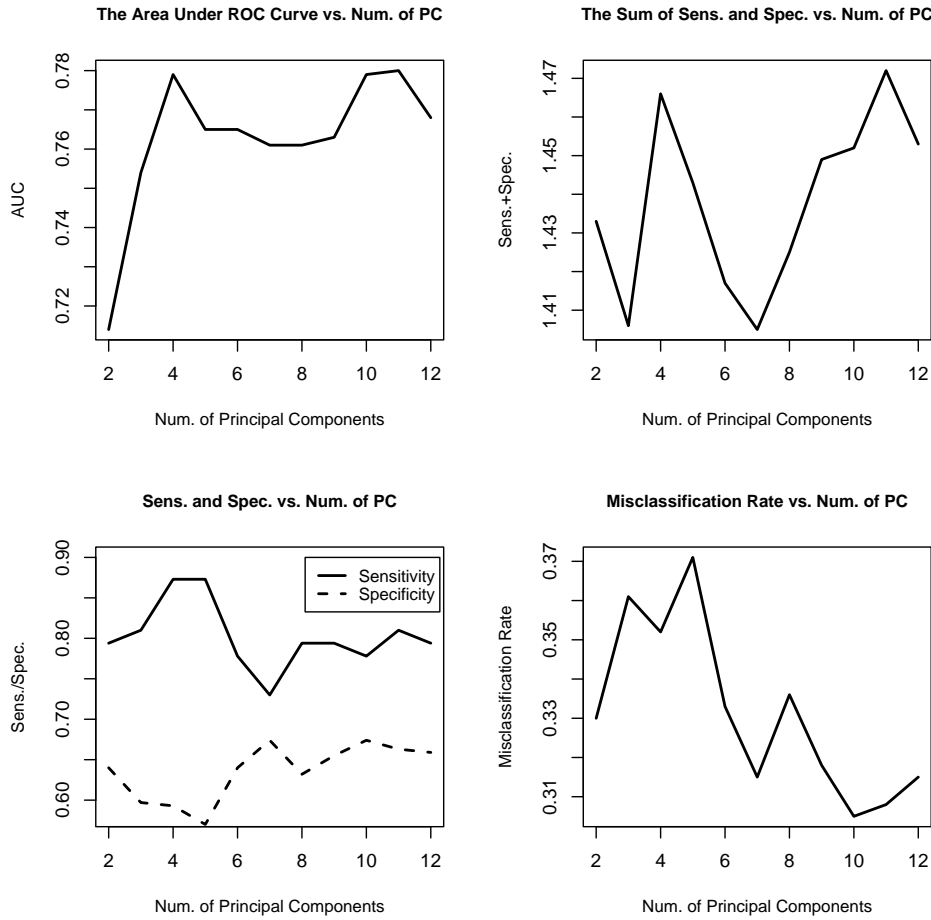 The Area Under ROC Curve vs. Num. of PC
AUC
0.78
0.76
0.74
0.72
2 4 6 8 10 12
Num. of Principal Components
The Sum of Sens. and Spec. vs. Num. of PC
Sens.+Spec.
1.47
1.45
1.43
1.41
2 4 6 8 10 12
Num. of Principal Components
Sens. and Spec. vs. Num. of PC
Sens./Spec.
0.90
0.80
0.70
0.60
Sensitivity
Specificity
2 4 6 8 10 12
Num. of Principal Components
Misclassification Rate vs. Num. of PC
Misclassification Rate
0.37
0.35
0.33
0.31
2 4 6 8 10 12
Num. of Principal Components